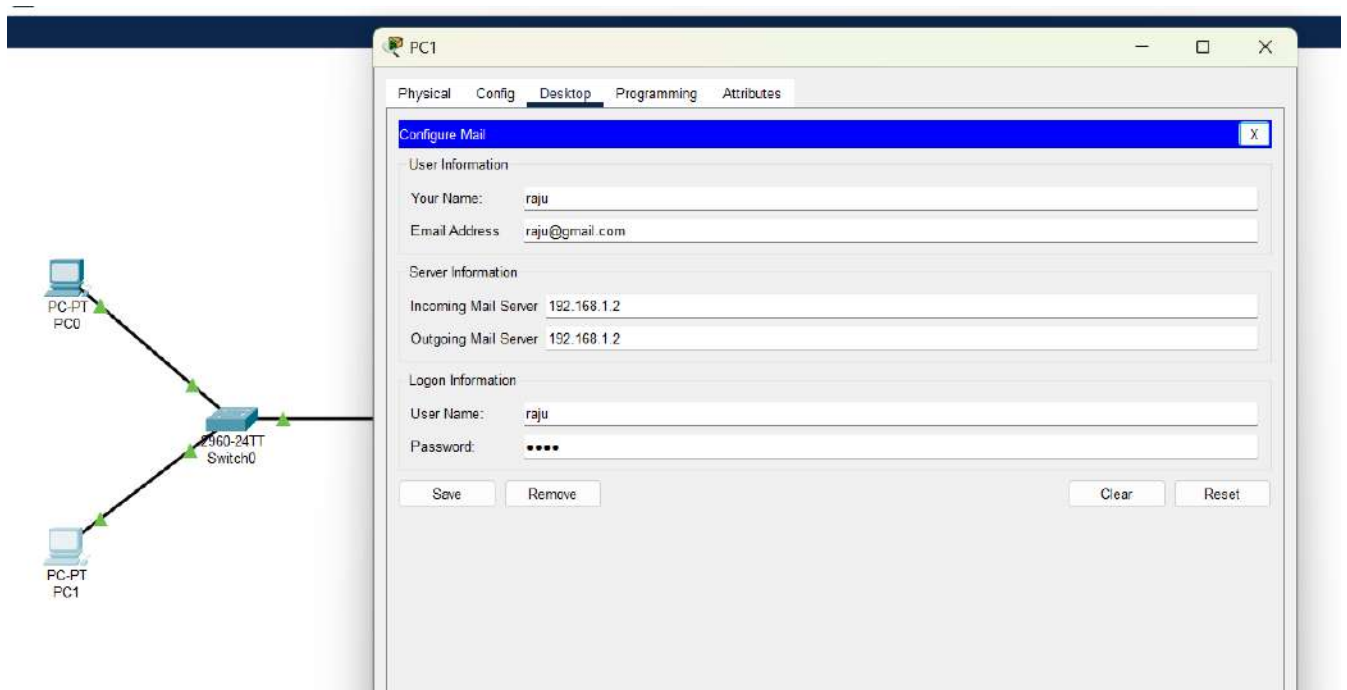 PC1
Physical Config Desktop Programming Attributes
Configure Mail X
User Information
Your Name: raju
Email Address raju@gmail.com
Server Information
Incoming Mail Server 192.168.1.2
Outgoing Mail Server 192.168.1.2
Logon Information
User Name: raju
Password: ••••
Save Remove Clear Reset
PC-PT
PC0
2960-24TT
Switch0
PC-PT
PC1